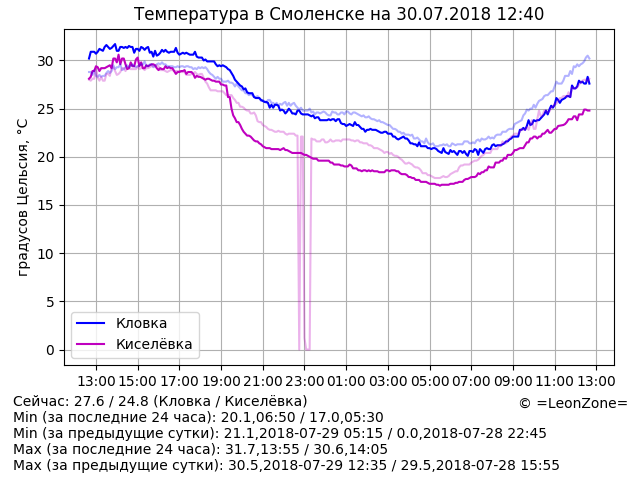 Температура в Смоленске на 30.07.2018 12:40
градусов Цельсия, °C
30
25
20
15
10
5
0
Кловка
Киселёвка
13:00 15:00 17:00 19:00 21:00 23:00 01:00 03:00 05:00 07:00 09:00 11:00 13:00
Сейчас: 27.6 / 24.8 (Кловка / Киселёвка)
© =LeonZone=
Min (за последние 24 часа): 20.1,06:50 / 17.0,05:30
Min (за предыдущие сутки): 21.1,2018-07-29 05:15 / 0.0,2018-07-28 22:45
Max (за последние 24 часа): 31.7,13:55 / 30.6,14:05
Max (за предыдущие сутки): 30.5,2018-07-29 12:35 / 29.5,2018-07-28 15:55